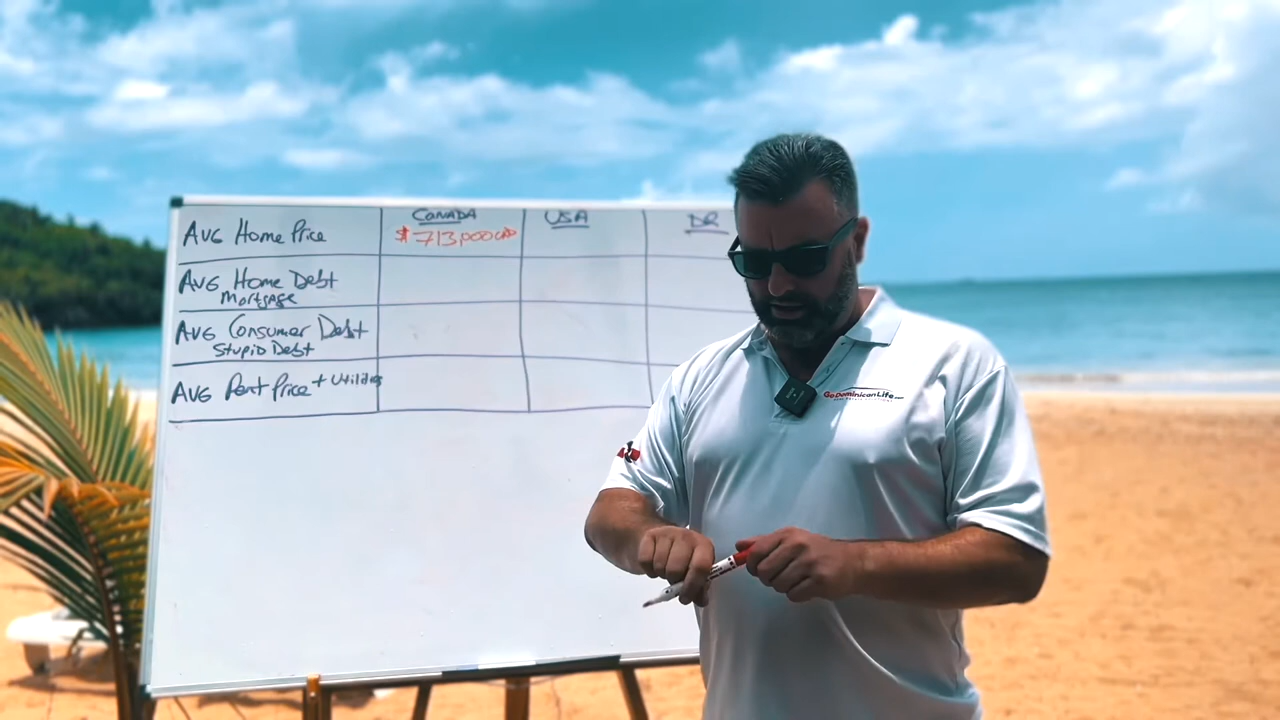 CANADA USA DR
AVG Home Price $713,000 CAD
AVG Home Debt
Mortgage
AVG Consumer Debt
Stupid Debt
AVG Rent Price + Utilities
GoDominicanLife.com